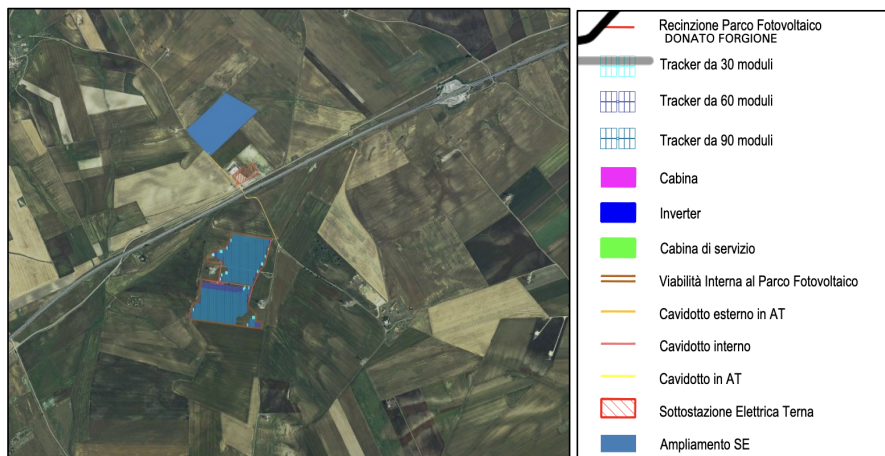 Recinzione Parco Fotovoltaico
DONATO FORGIONE
Tracker da 30 moduli
Tracker da 60 moduli
Tracker da 90 moduli
Cabina
Inverter
Cabina di servizio
Viabilità Interna al Parco Fotovoltaico
Cavidotto esterno in AT
Cavidotto interno
Cavidotto in AT
Sottostazione Elettrica Terna
Ampliamento SE